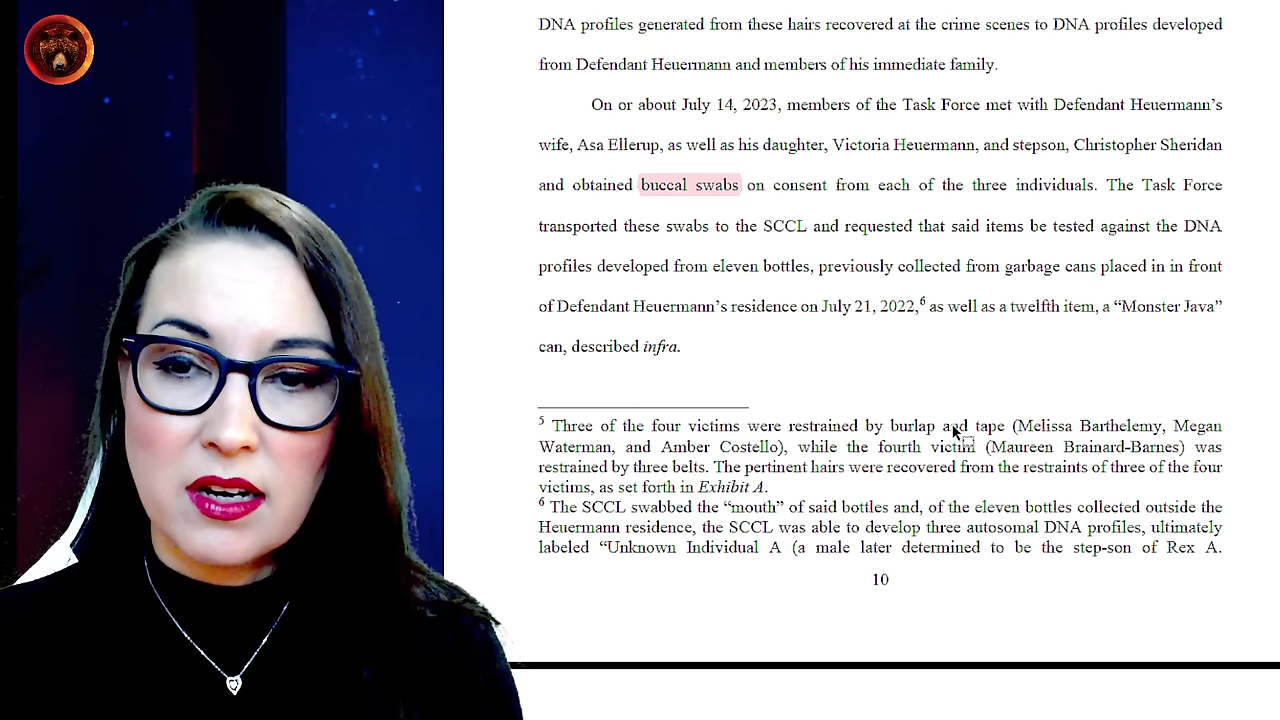 DNA profiles generated from these hairs recovered at the crime scenes to DNA profiles developed
from Defendant Heuermann and members of his immediate family.
On or about July 14, 2023, members of the Task Force met with Defendant Heuermann's
wife, Asa Ellerup, as well as his daughter, Victoria Heuermann, and stepson, Christopher Sheridan
and obtained buccal swabs on consent from each of the three individuals. The Task Force
transported these swabs to the SCCL and requested that said items be tested against the DNA
profiles developed from eleven bottles, previously collected from garbage cans placed in in front
of Defendant Heuermann's residence on July 21, 2022,⁶ as well as a twelfth item, a “Monster Java”
can, described infra.
⁵ Three of the four victims were restrained by burlap and tape (Melissa Barthelemy, Megan
Waterman, and Amber Costello), while the fourth victim (Maureen Brainard-Barnes) was
restrained by three belts. The pertinent hairs were recovered from the restraints of three of the four
victims, as set forth in Exhibit A.
⁶ The SCCL swabbed the “mouth” of said bottles and, of the eleven bottles collected outside the
Heuermann residence, the SCCL was able to develop three autosomal DNA profiles, ultimately
labeled “Unknown Individual A (a male later determined to be the step-son of Rex A.
10